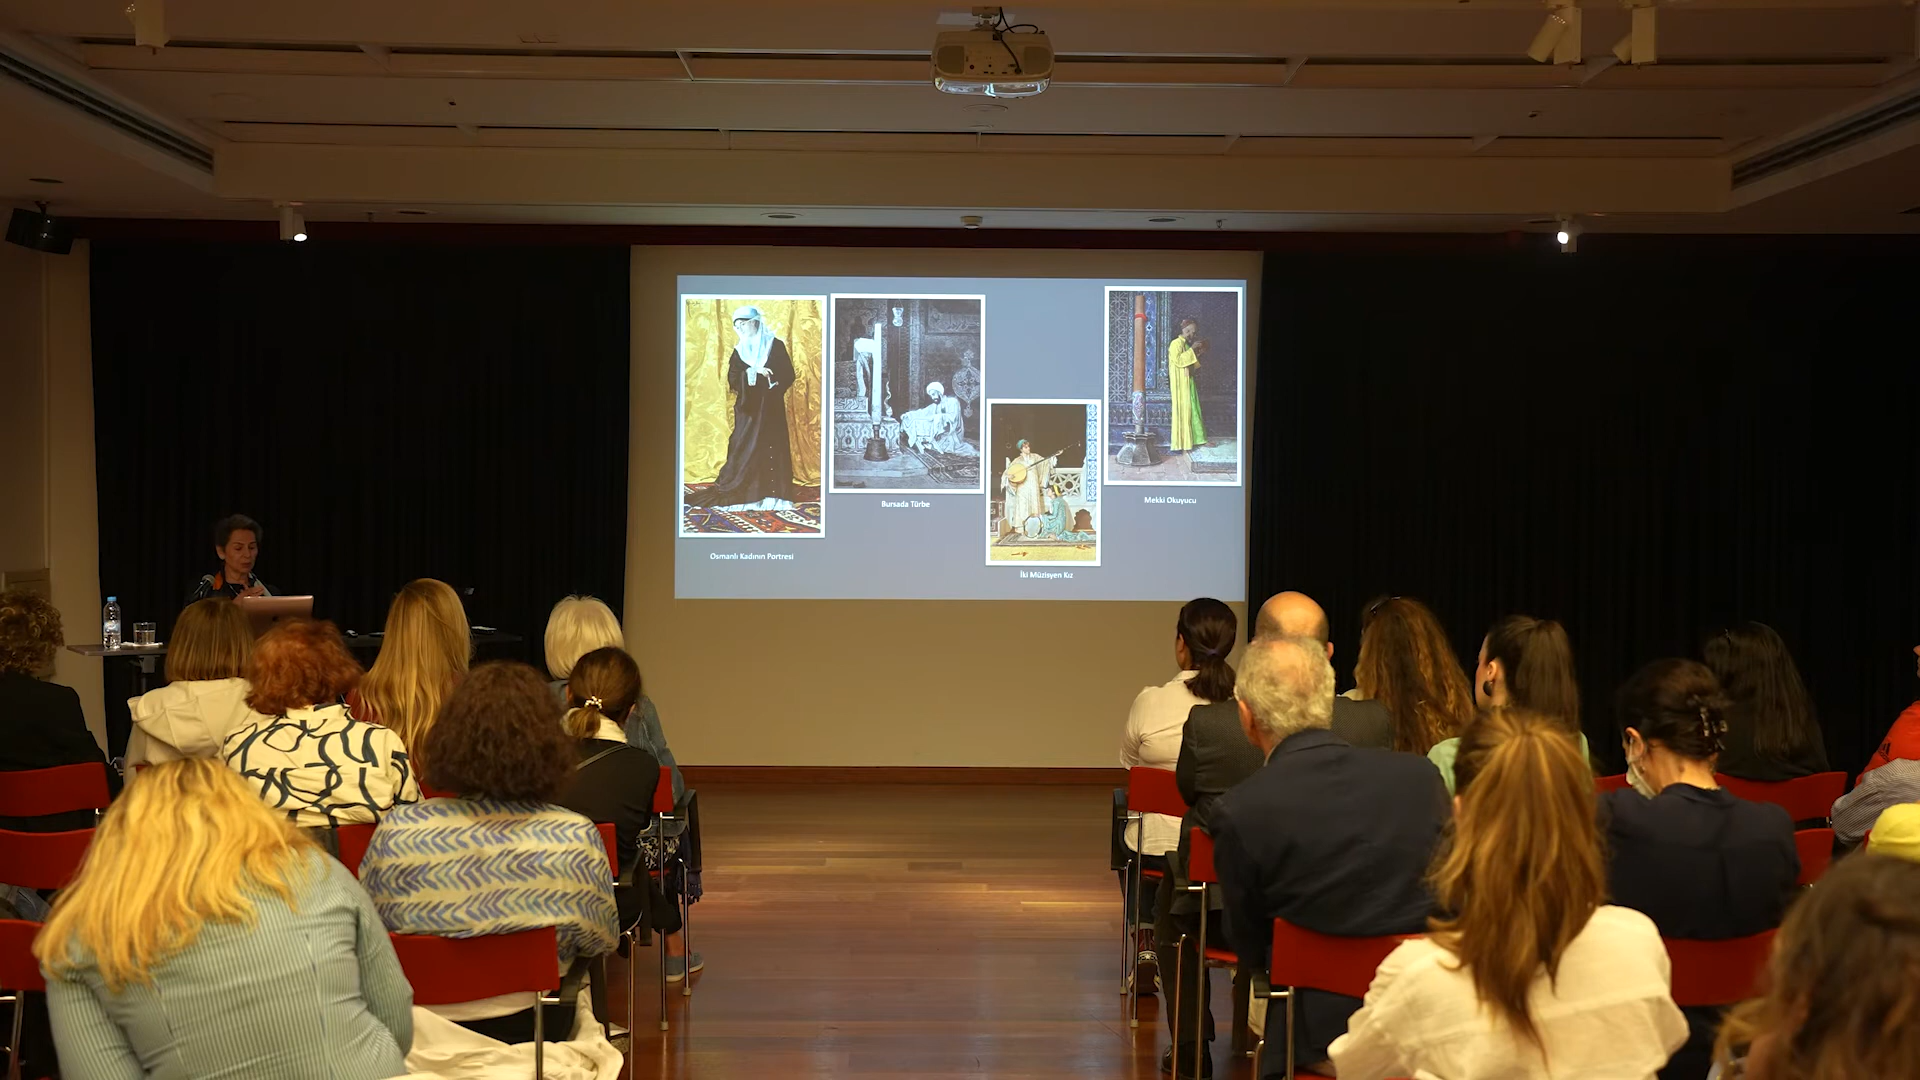 Osmanlı Kadının Portresi
Bursada Türbe
İki Müzisyen Kız
Mekki Okuyucu